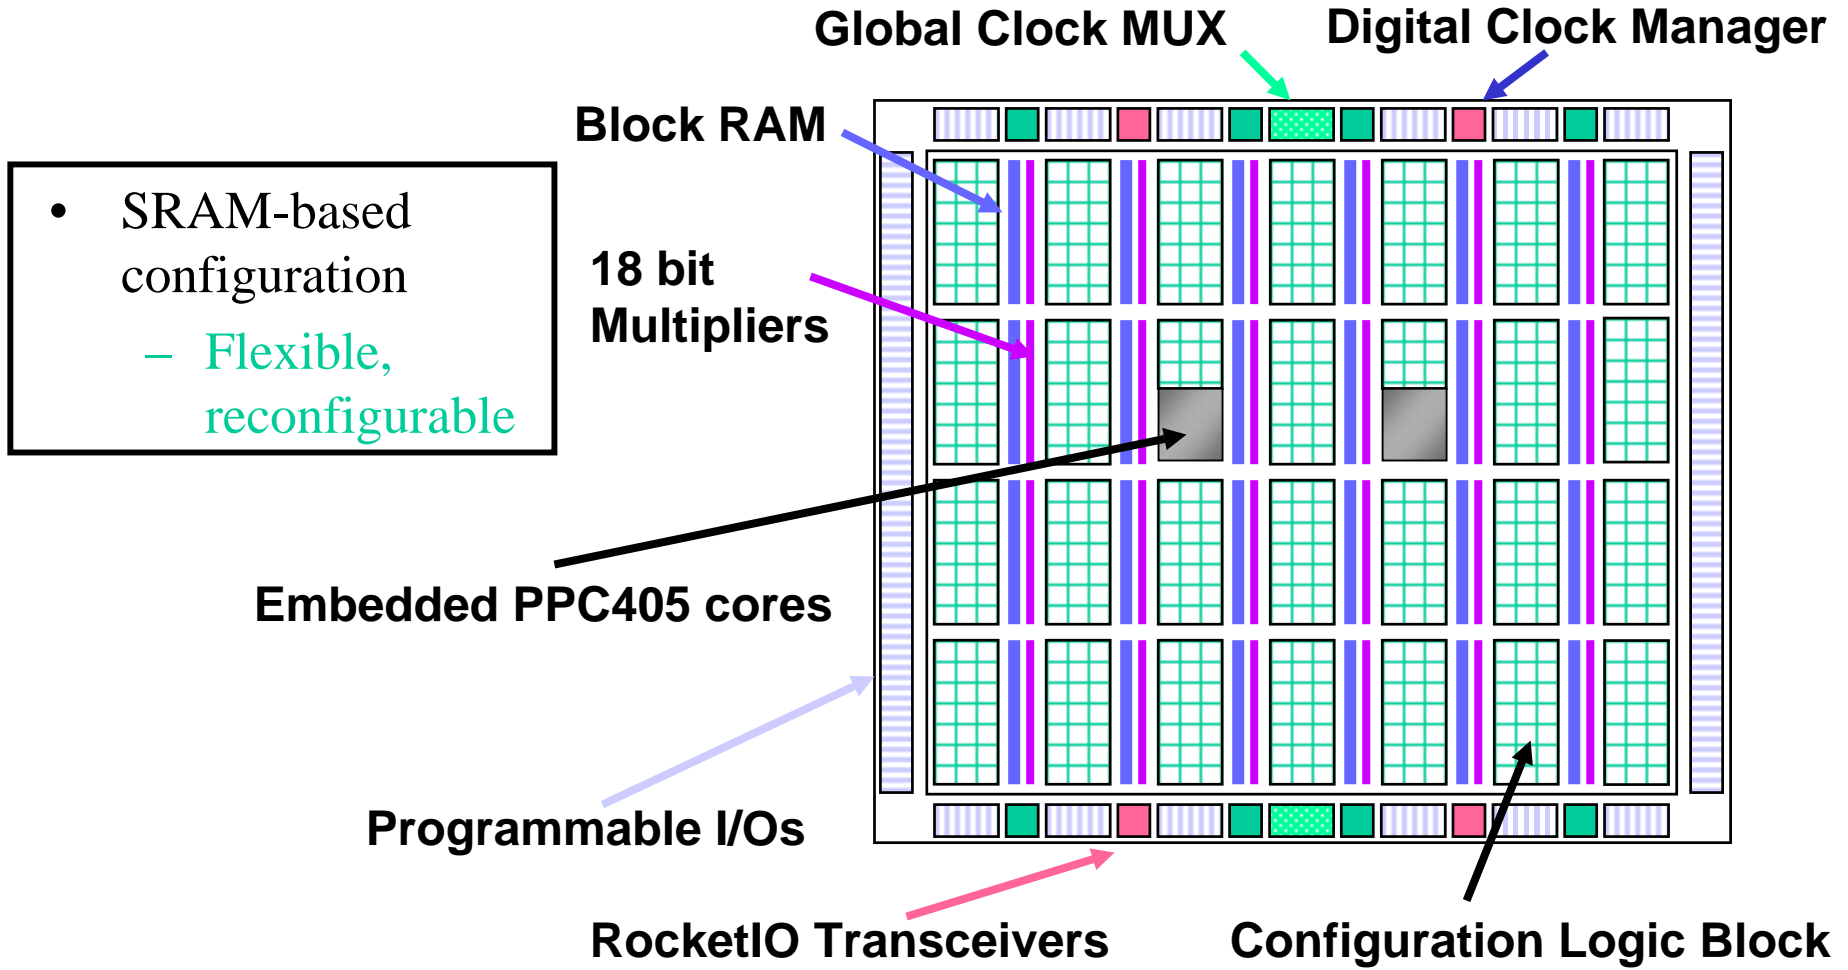 Global Clock MUX
Digital Clock Manager
Block RAM
• SRAM-based
configuration
– Flexible,
reconfigurable
18 bit
Multipliers
Embedded PPC405 cores
Programmable I/Os
RocketIO Transceivers
Configuration Logic Block